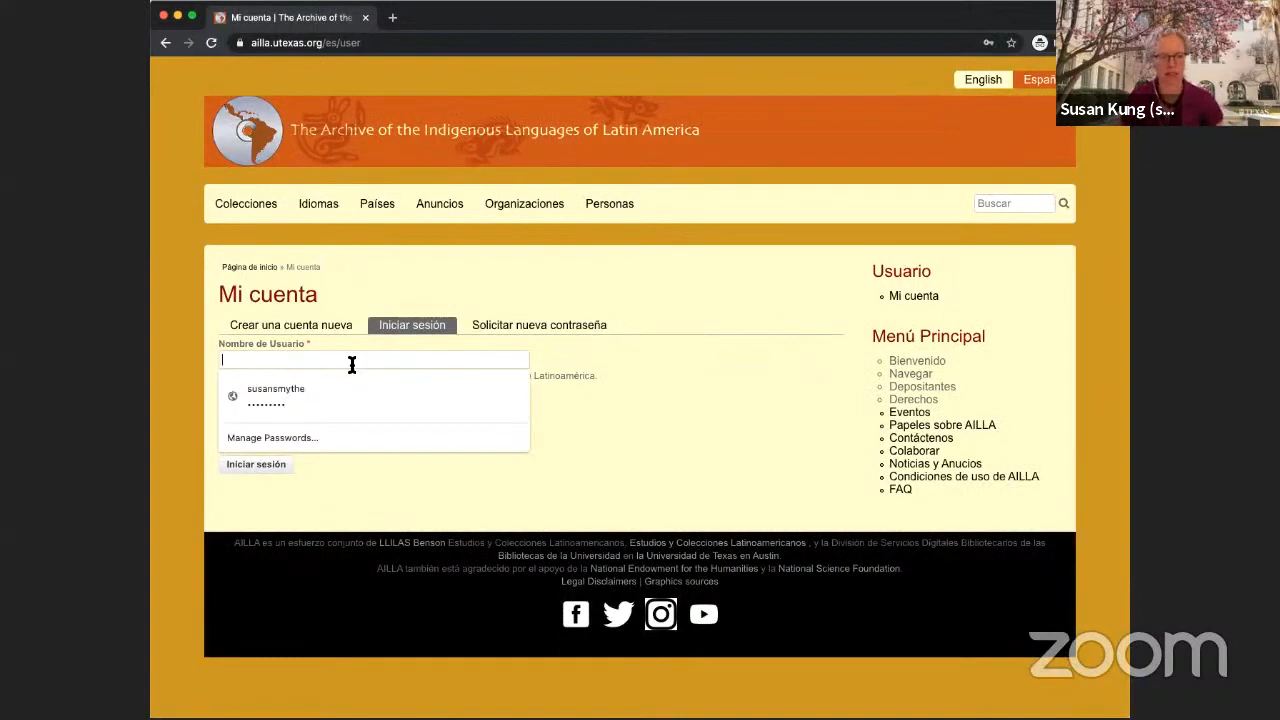 Mi cuenta | The Archive of the
ailla.utexas.org/es/user
English
Españ
Susan Kung (s...
The Archive of the Indigenous Languages of Latin America
Colecciones Idiomas Países Anuncios Organizaciones Personas
Buscar
Página de inicio » Mi cuenta
Mi cuenta
Crear una cuenta nueva Iniciar sesión Solicitar nueva contraseña
Nombre de Usuario *
Latinoamérica.
susansmythe
•••••••••
Manage Passwords...
Iniciar sesión
Usuario
Mi cuenta
Menú Principal
Bienvenido
Navegar
Depositantes
Derechos
Eventos
Papeles sobre AILLA
Contáctenos
Colaborar
Noticias y Anucios
Condiciones de uso de AILLA
FAQ
AILLA es un esfuerzo conjunto de LLILAS Benson Estudios y Colecciones Latinoamericanos, Estudios y Colecciones Latinoamericanos , y la División de Servicios Dígitales Bibliotecarios de las
Bibliotecas de la Universidad en la Universidad de Texas en Austin.
AILLA también está agradecido por el apoyo de la National Endowment for the Humanities y la National Science Foundation.
Legal Disclaimers | Graphics sources
zoom